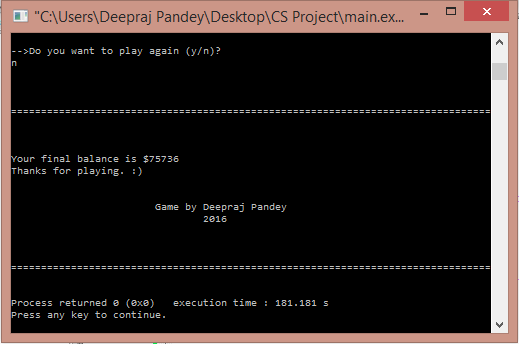 "C:\Users\Deepraj Pandey\Desktop\CS Project\main.ex...
-->Do you want to play again (y/n)?
n
================================================================================
Your final balance is $75736
Thanks for playing. :)
Game by Deepraj Pandey
2016
================================================================================
Process returned 0 (0x0)   execution time : 181.181 s
Press any key to continue.